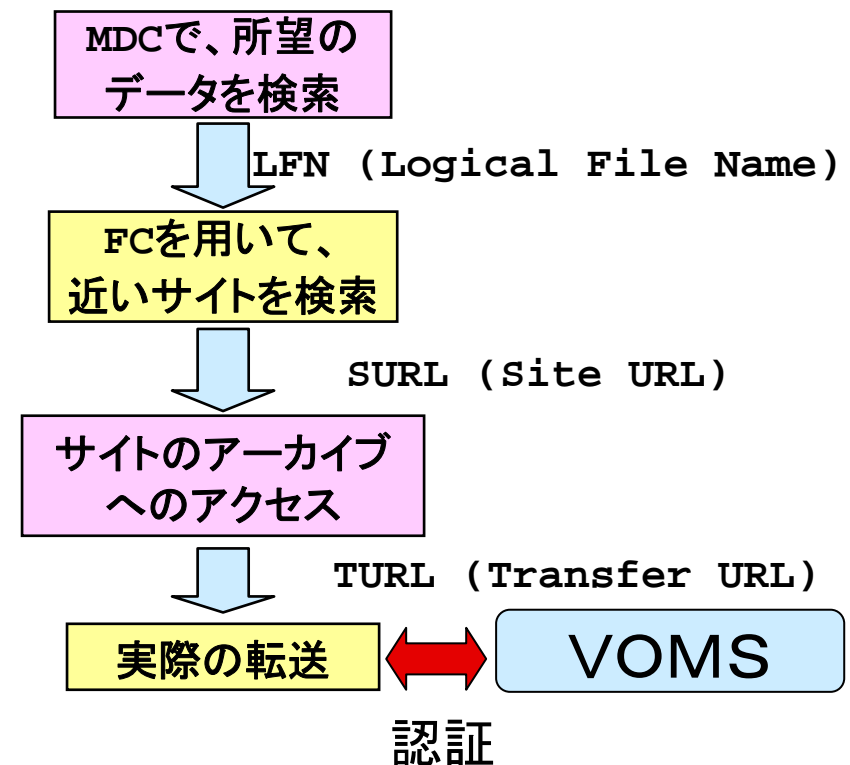 MDCで、所望の
データを検索
LFN (Logical File Name)
FCを用いて、
近いサイトを検索
SURL (Site URL)
サイトのアーカイブ
へのアクセス
TURL (Transfer URL)
実際の転送
VOMS
認証